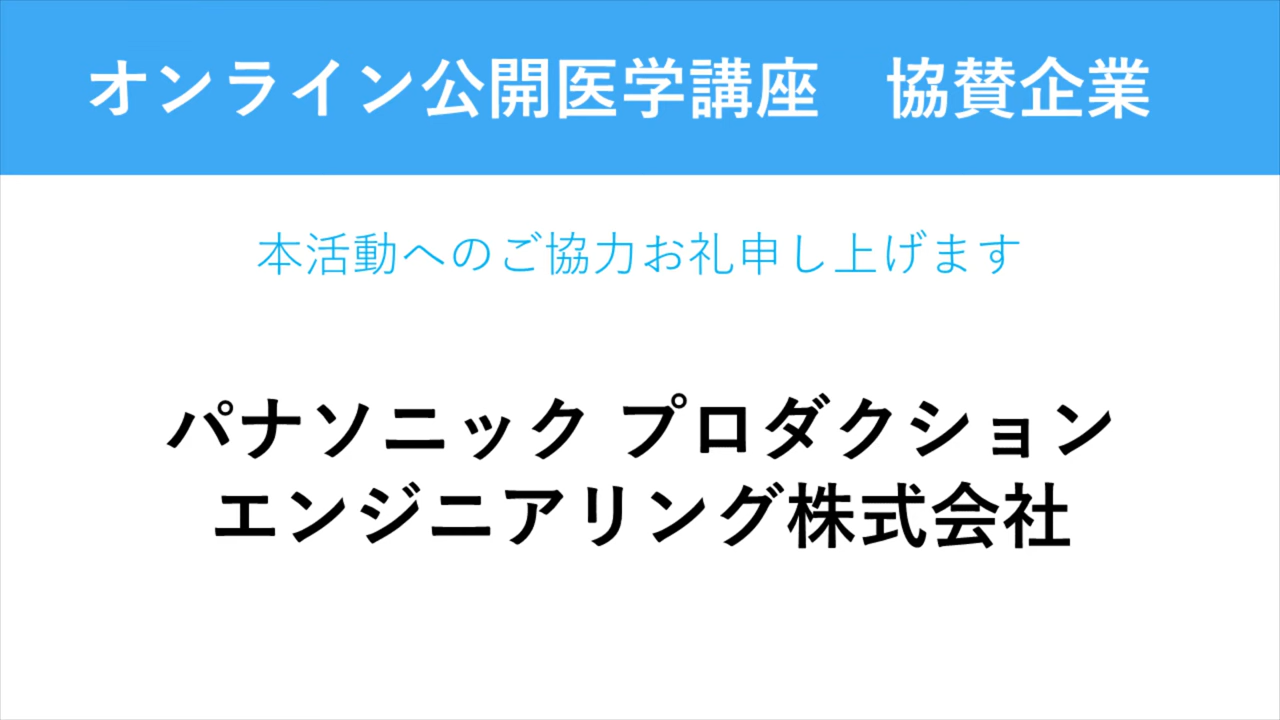 オンライン公開医学講座　協賛企業
本活動へのご協力お礼申し上げます
パナソニック プロダクション
エンジニアリング株式会社